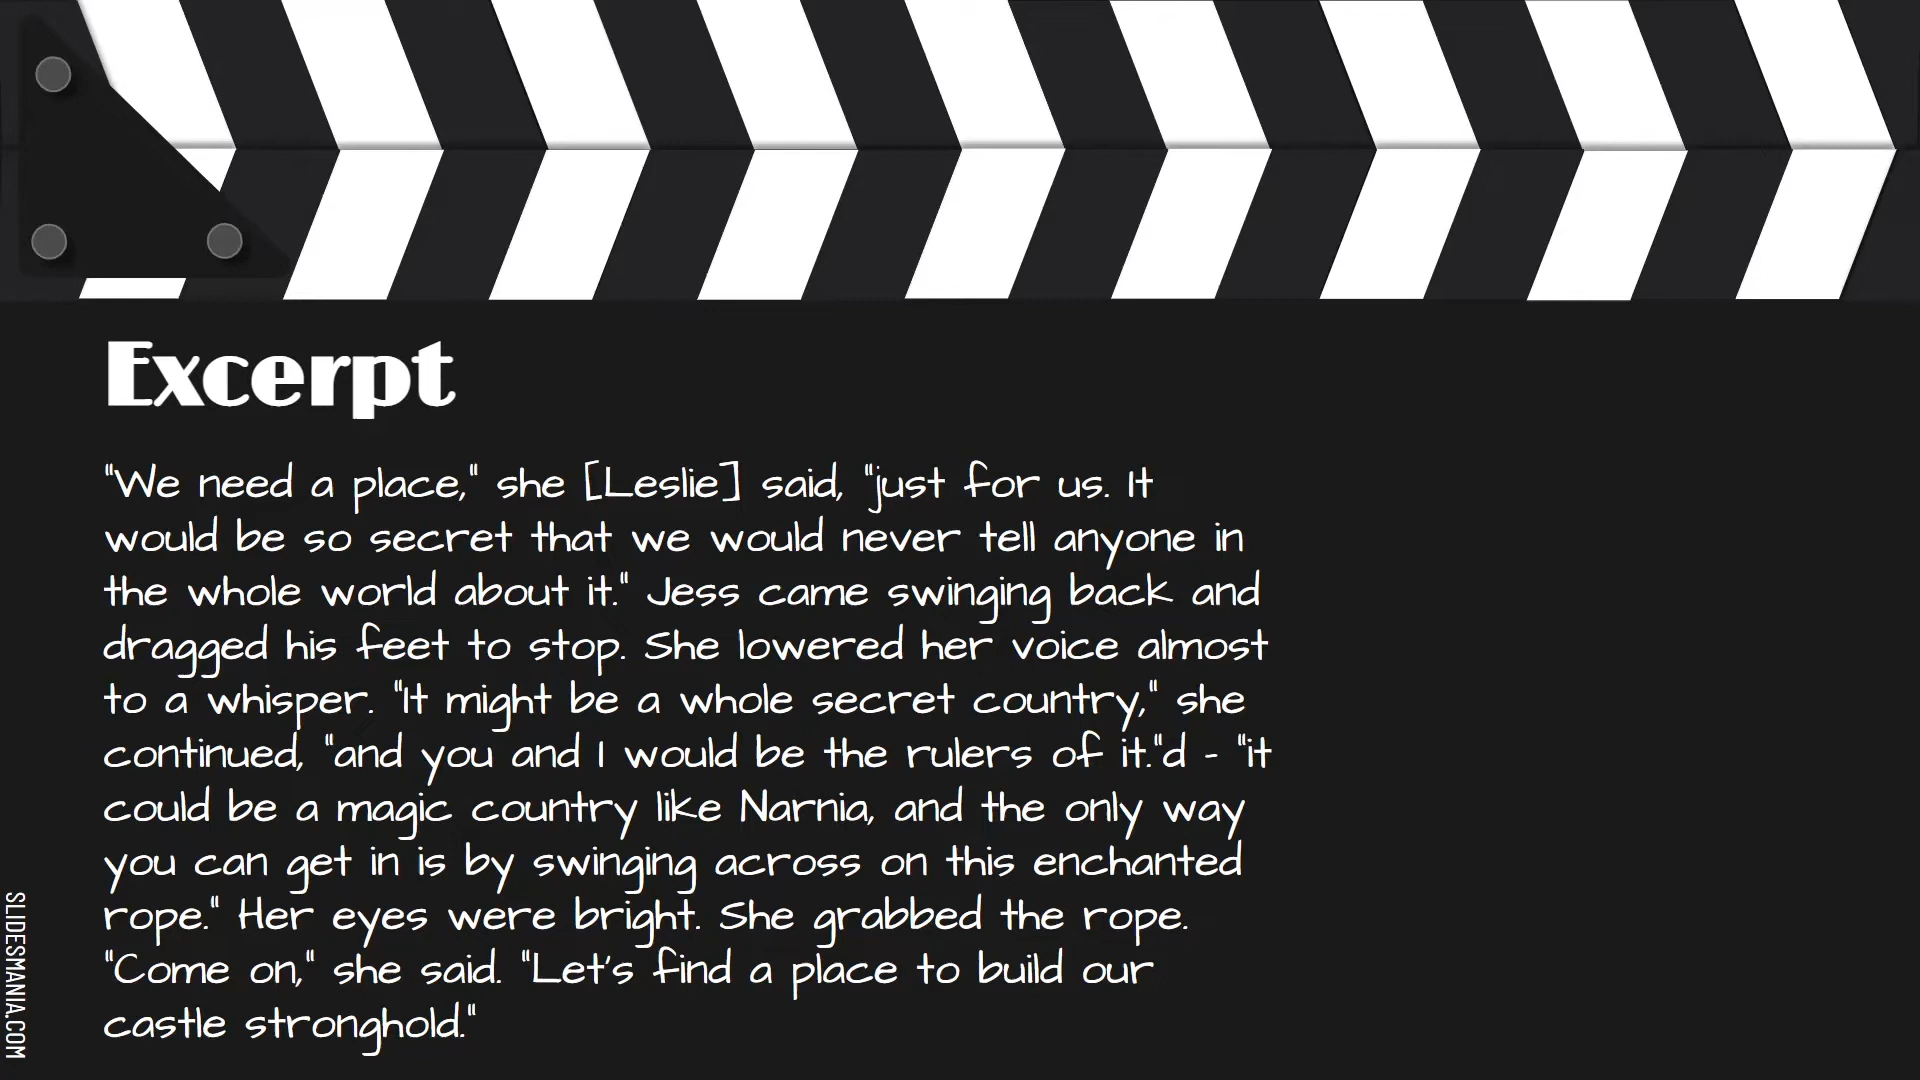 Excerpt
"We need a place," she [Leslie] said, "just for us. It
would be so secret that we would never tell anyone in
the whole world about it." Jess came swinging back and
dragged his feet to stop. She lowered her voice almost
to a whisper. "It might be a whole secret country," she
continued, "and you and I would be the rulers of it."d - "it
could be a magic country like Narnia, and the only way
you can get in is by swinging across on this enchanted
rope." Her eyes were bright. She grabbed the rope.
"Come on," she said. "Let's find a place to build our
castle stronghold."
SLIDESMANIA.COM